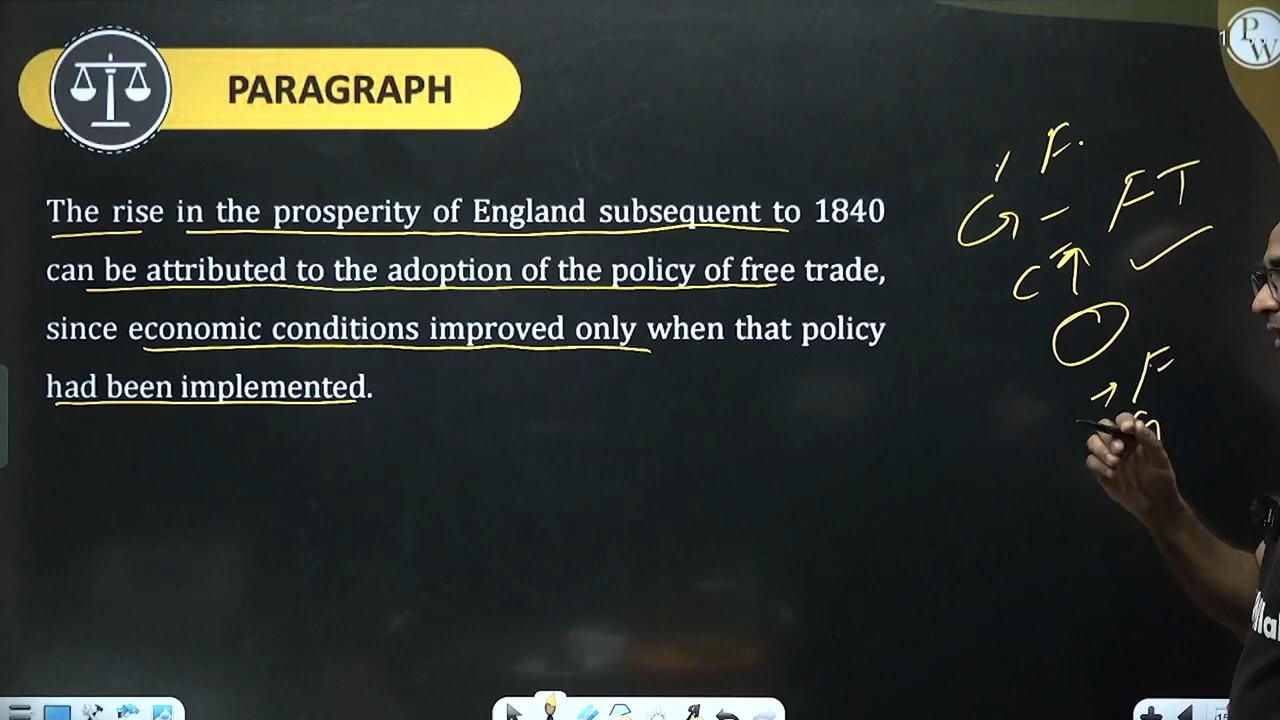 PARAGRAPH
The rise in the prosperity of England subsequent to 1840
can be attributed to the adoption of the policy of free trade,
since economic conditions improved only when that policy
had been implemented.
F.
G - FT
C
F
P
W